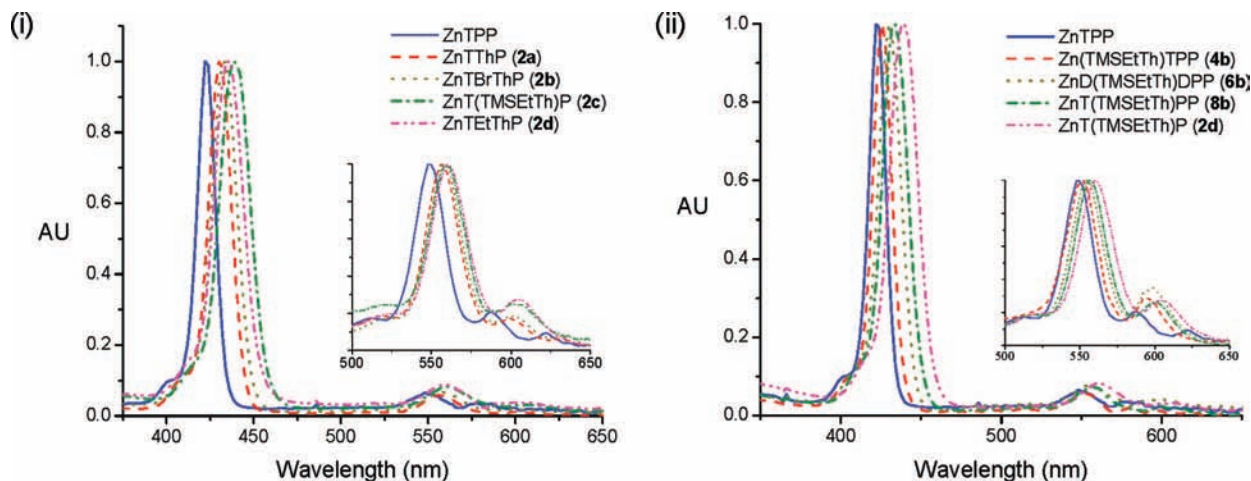 (i)
ZnTPP
ZnTThP (2a)
ZnTBrThP (2b)
ZnT(TMSEtTh)P (2c)
ZnTEtThP (2d)
1.0
0.8
0.6
AU
0.4
0.2
0.0
400 450 500 550 600 650
500 550 600 650
Wavelength (nm)
(ii)
ZnTPP
Zn(TMSEtTh)TPP (4b)
ZnD(TMSEtTh)DPP (6b)
ZnT(TMSEtTh)PP (8b)
ZnT(TMSEtTh)P (2d)
1.0
0.8
0.6
AU
0.4
0.2
0.0
400 500 600
500 550 600 650
Wavelength (nm)